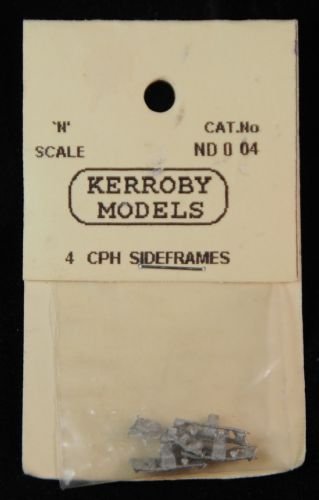 'N' CAT.No
SCALE ND 0 04
KERROBY
MODELS
4 CPH SIDEFRAMES